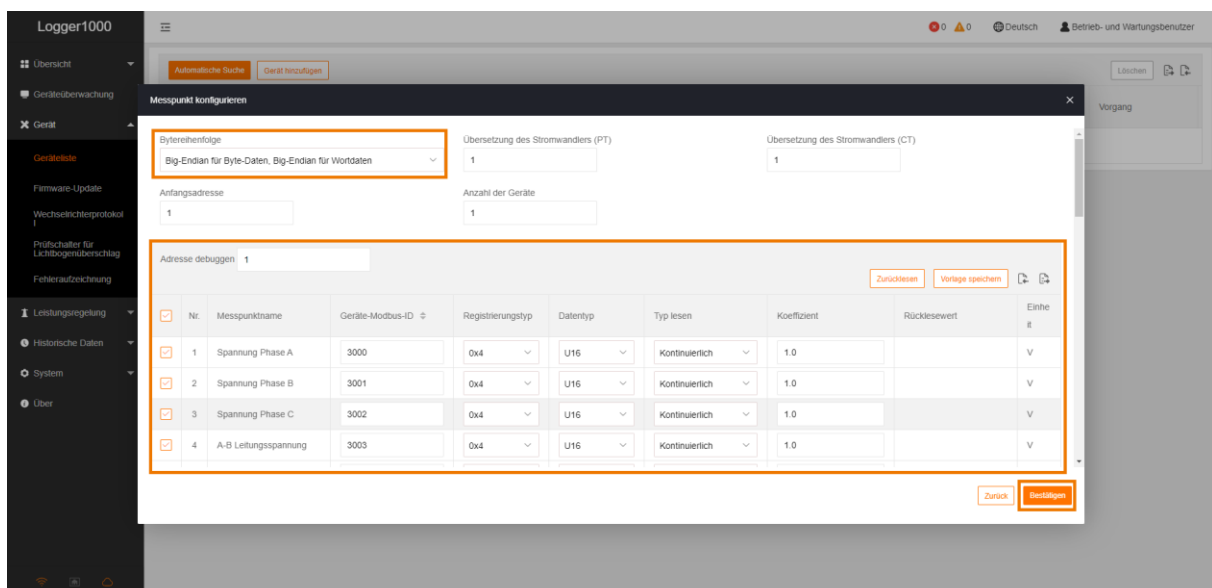 Logger1000
0 0 Deutsch Betrieb- und Wartungsbenutzer
Übersicht
Geräteüberwachung
Gerät
Geräteliste
Firmware-Update
Wechselrichterprotokol
l
Prüfschalter für
Lichtbogenüberschlag
Fehleraufzeichnung
Leistungsregelung
Historische Daten
System
Über
Automatische Suche Gerät hinzufügen Löschen
Vorgang
Messpunkt konfigurieren
Bytereihenfolge Übersetzung des Stromwandlers (PT) Übersetzung des Stromwandlers (CT)
Big-Endian für Byte-Daten, Big-Endian für Wortdaten 1 1
Anfangsadresse Anzahl der Geräte
1 1
Adresse debuggen 1
Zurücklesen Vorlage speichern
Nr. Messpunktname Geräte-Modbus-ID Registrierungstyp Datentyp Typ lesen Koeffizient Rücklesewert Einhe
it
1 Spannung Phase A 3000 0x4 U16 Kontinuierlich 1.0 V
2 Spannung Phase B 3001 0x4 U16 Kontinuierlich 1.0 V
3 Spannung Phase C 3002 0x4 U16 Kontinuierlich 1.0 V
4 A-B Leitungsspannung 3003 0x4 U16 Kontinuierlich 1.0 V
Zurück Bestätigen